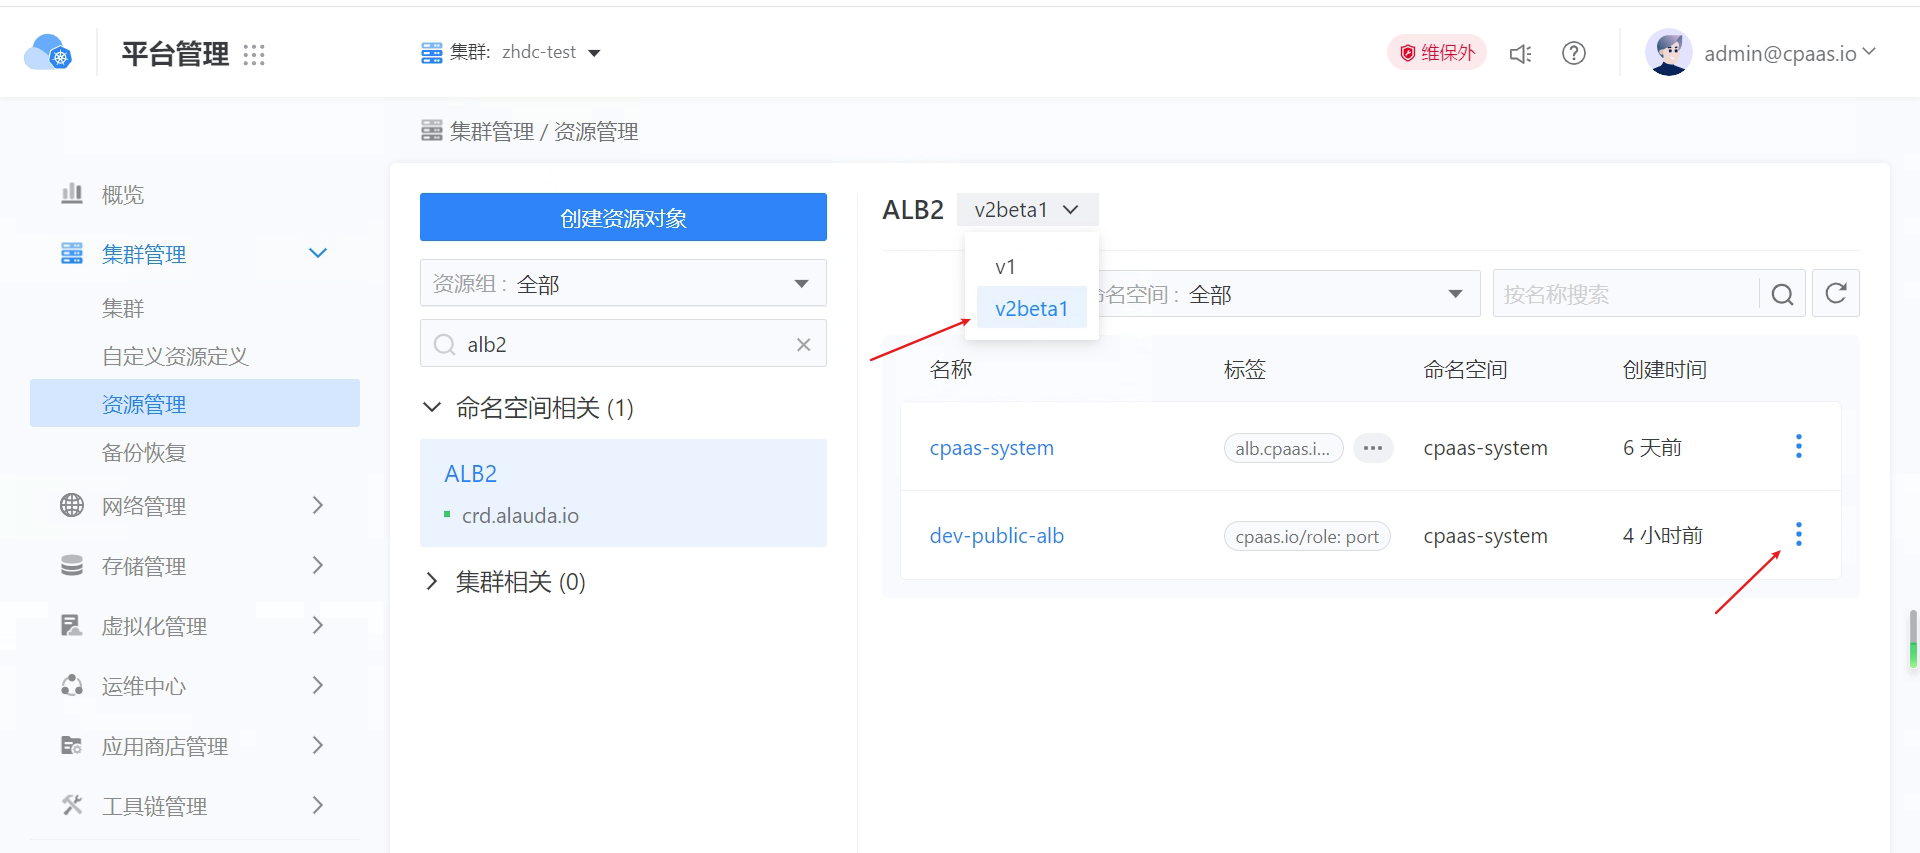 平台管理
集群: zhdc-test
维保外
admin@cpaas.io
集群管理 / 资源管理
概览
集群管理
集群
自定义资源定义
资源管理
备份恢复
网络管理
存储管理
虚拟化管理
运维中心
应用商店管理
工具链管理
创建资源对象
资源组 : 全部
alb2
命名空间相关 (1)
ALB2
crd.alauda.io
集群相关 (0)
ALB2 v2beta1
v1
v2beta1
名空间 : 全部
按名称搜索
名称 标签 命名空间 创建时间
cpaas-system alb.cpaas.i... ••• cpaas-system 6 天前
dev-public-alb cpaas.io/role: port cpaas-system 4 小时前